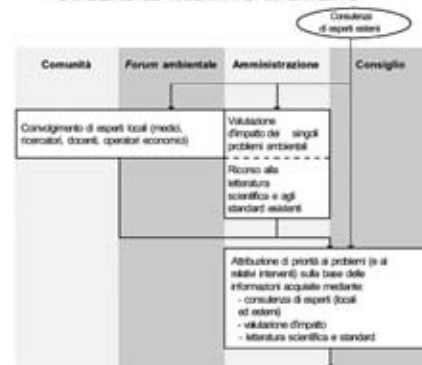 Consulenza
di esperti esterni
Comunità
Forum ambientale
Amministrazione
Consiglio
Coinvolgimento di esperti locali (medici,
ricercatori, docenti, operatori economici)
Valutazione
d'impatto dei singoli
problemi ambientali
Ricorso alla
letteratura
scientifica e agli
standard esistenti
Attribuzione di priorità ai problemi (e ai
relativi interventi) sulla base delle
informazioni acquisite mediante:
- consulenza di esperti (locali
ed esterni)
- valutazione d'impatto
- letteratura scientifica e standard